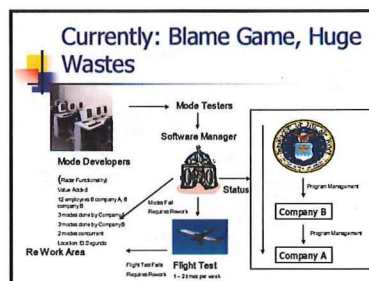 Currently: Blame Game, Huge
Wastes
Mode Testers
Software Manager
Mode Developers
(Radar Functionality)
Value Added
12 employees 6 company A, 6
company B
3 modes done by Company
3 modes done by Company B
2 modes concurrent
Location: El Segundo
Re Work Area
Modes Fail
Requires Rework
Status
Flight Test Fails
Requires Rework
Flight Test
1 – 2 times per week
Program Management
Company B
Program Management
Company A